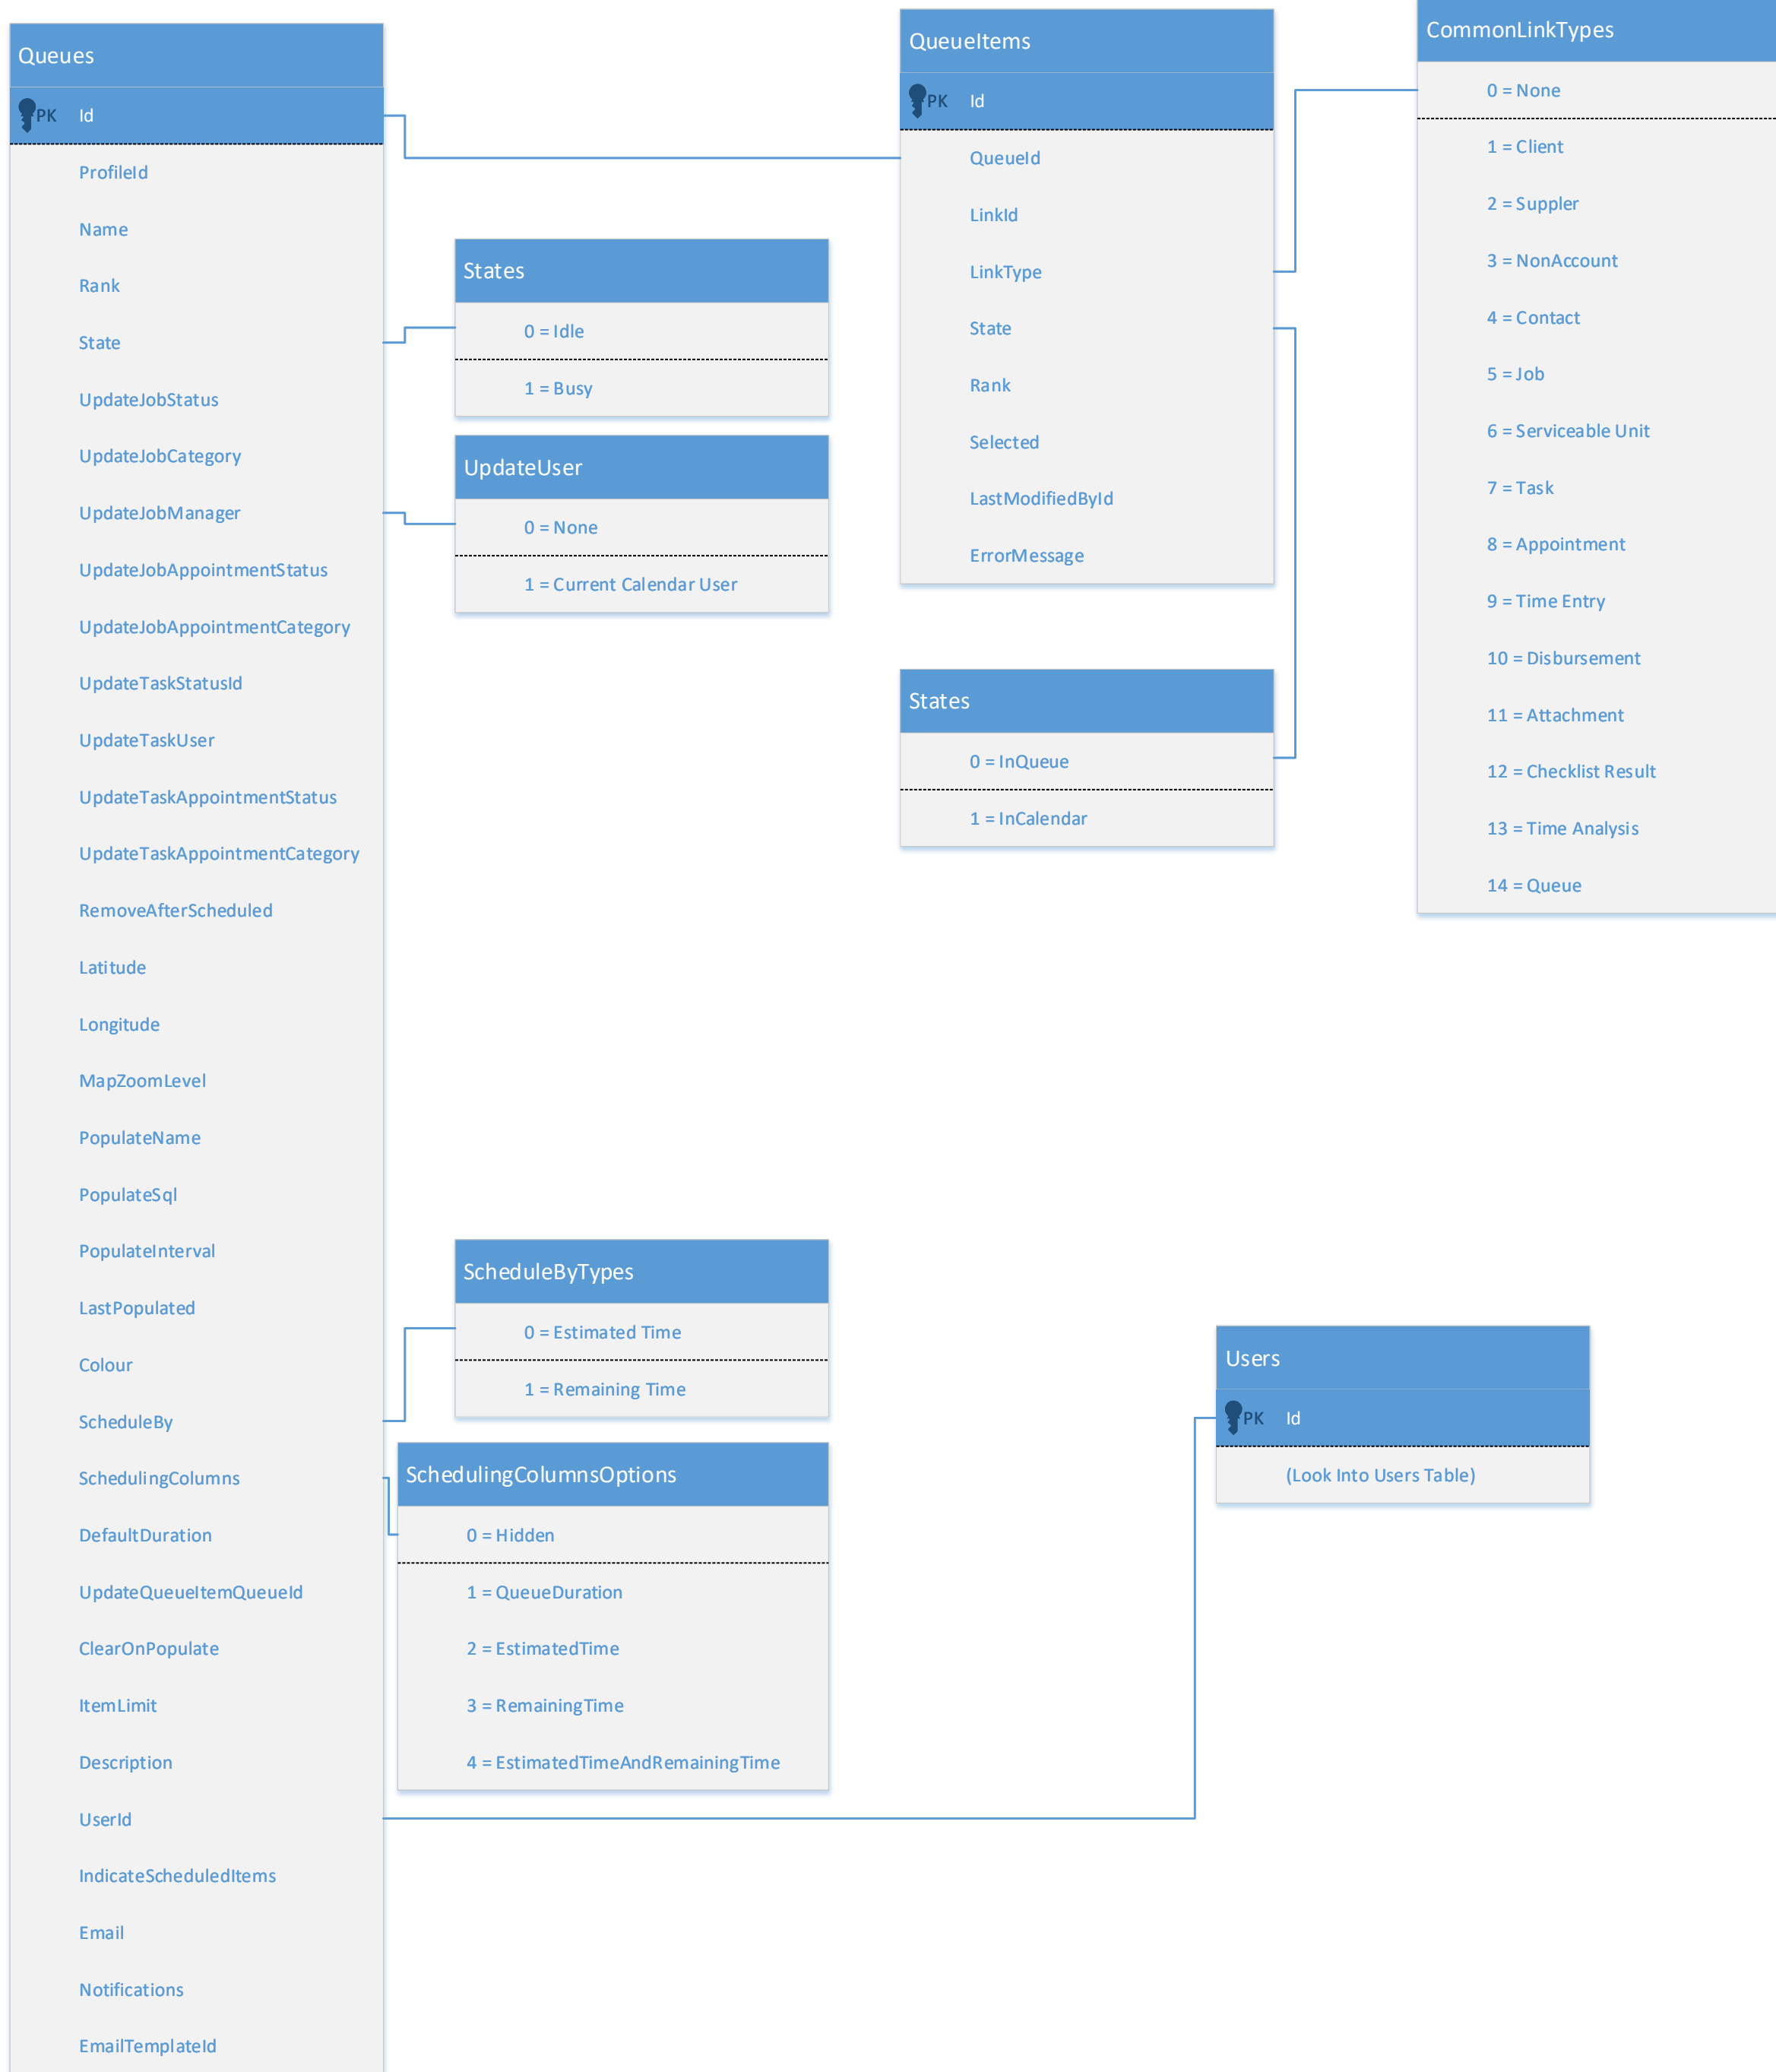 Queues
PK Id
ProfileId
Name
Rank
State
UpdateJobStatus
UpdateJobCategory
UpdateJobManager
UpdateJobAppointmentStatus
UpdateJobAppointmentCategory
UpdateTaskStatusId
UpdateTaskUser
UpdateTaskAppointmentStatus
UpdateTaskAppointmentCategory
RemoveAfterScheduled
Latitude
Longitude
MapZoomLevel
PopulateName
PopulateSql
PopulateInterval
LastPopulated
Colour
ScheduleBy
SchedulingColumns
DefaultDuration
UpdateQueueItemQueueId
ClearOnPopulate
ItemLimit
Description
UserId
IndicateScheduledItems
Email
Notifications
EmailTemplateId
States
0 = Idle
1 = Busy
UpdateUser
0 = None
1 = Current Calendar User
ScheduleByTypes
0 = Estimated Time
1 = Remaining Time
SchedulingColumnsOptions
0 = Hidden
1 = QueueDuration
2 = EstimatedTime
3 = RemainingTime
4 = EstimatedTimeAndRemainingTime
QueueItems
PK Id
QueueId
LinkId
LinkType
State
Rank
Selected
LastModifiedById
ErrorMessage
States
0 = InQueue
1 = InCalendar
Users
PK Id
(Look Into Users Table)
CommonLinkTypes
0 = None
1 = Client
2 = Suppler
3 = NonAccount
4 = Contact
5 = Job
6 = Serviceable Unit
7 = Task
8 = Appointment
9 = Time Entry
10 = Disbursement
11 = Attachment
12 = Checklist Result
13 = Time Analysis
14 = Queue